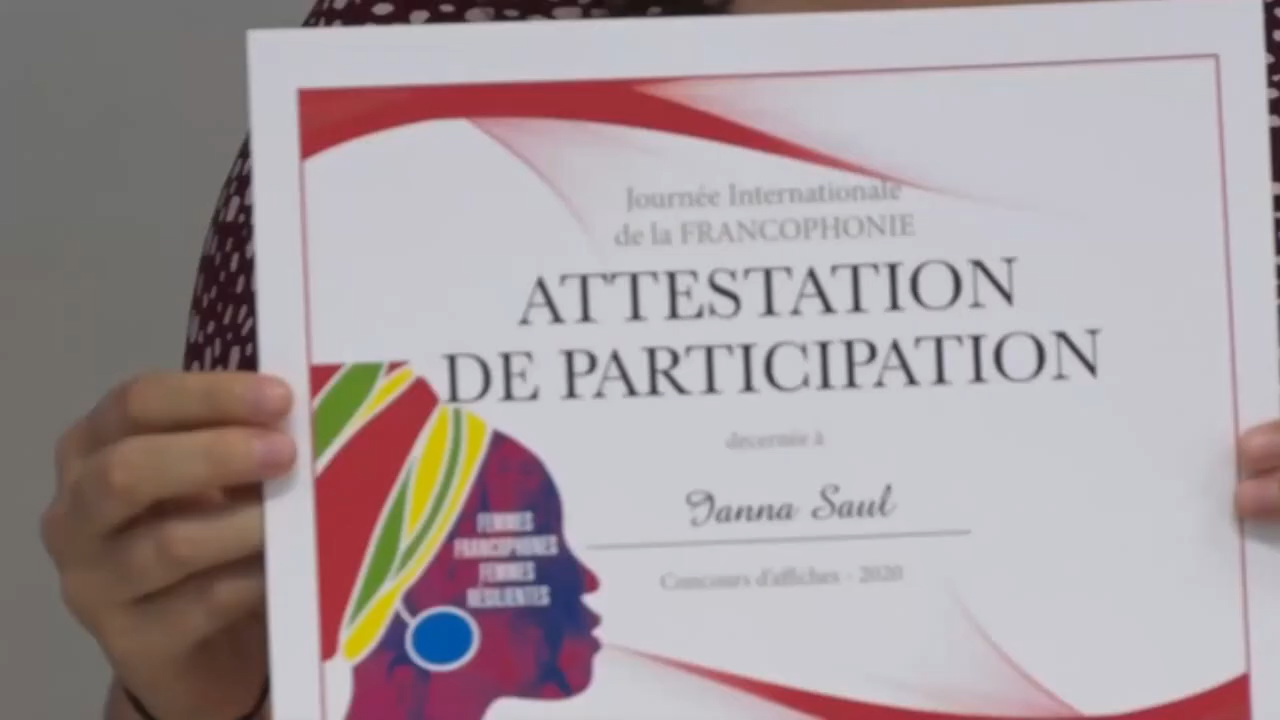 Journée Internationale
de la FRANCOPHONIE
ATTESTATION
DE PARTICIPATION
décernée à
Ianna Saul
FEMMES
FRANCOPHONES
FEMMES
RÉSILIENTES
Concours d'affiches - 2020